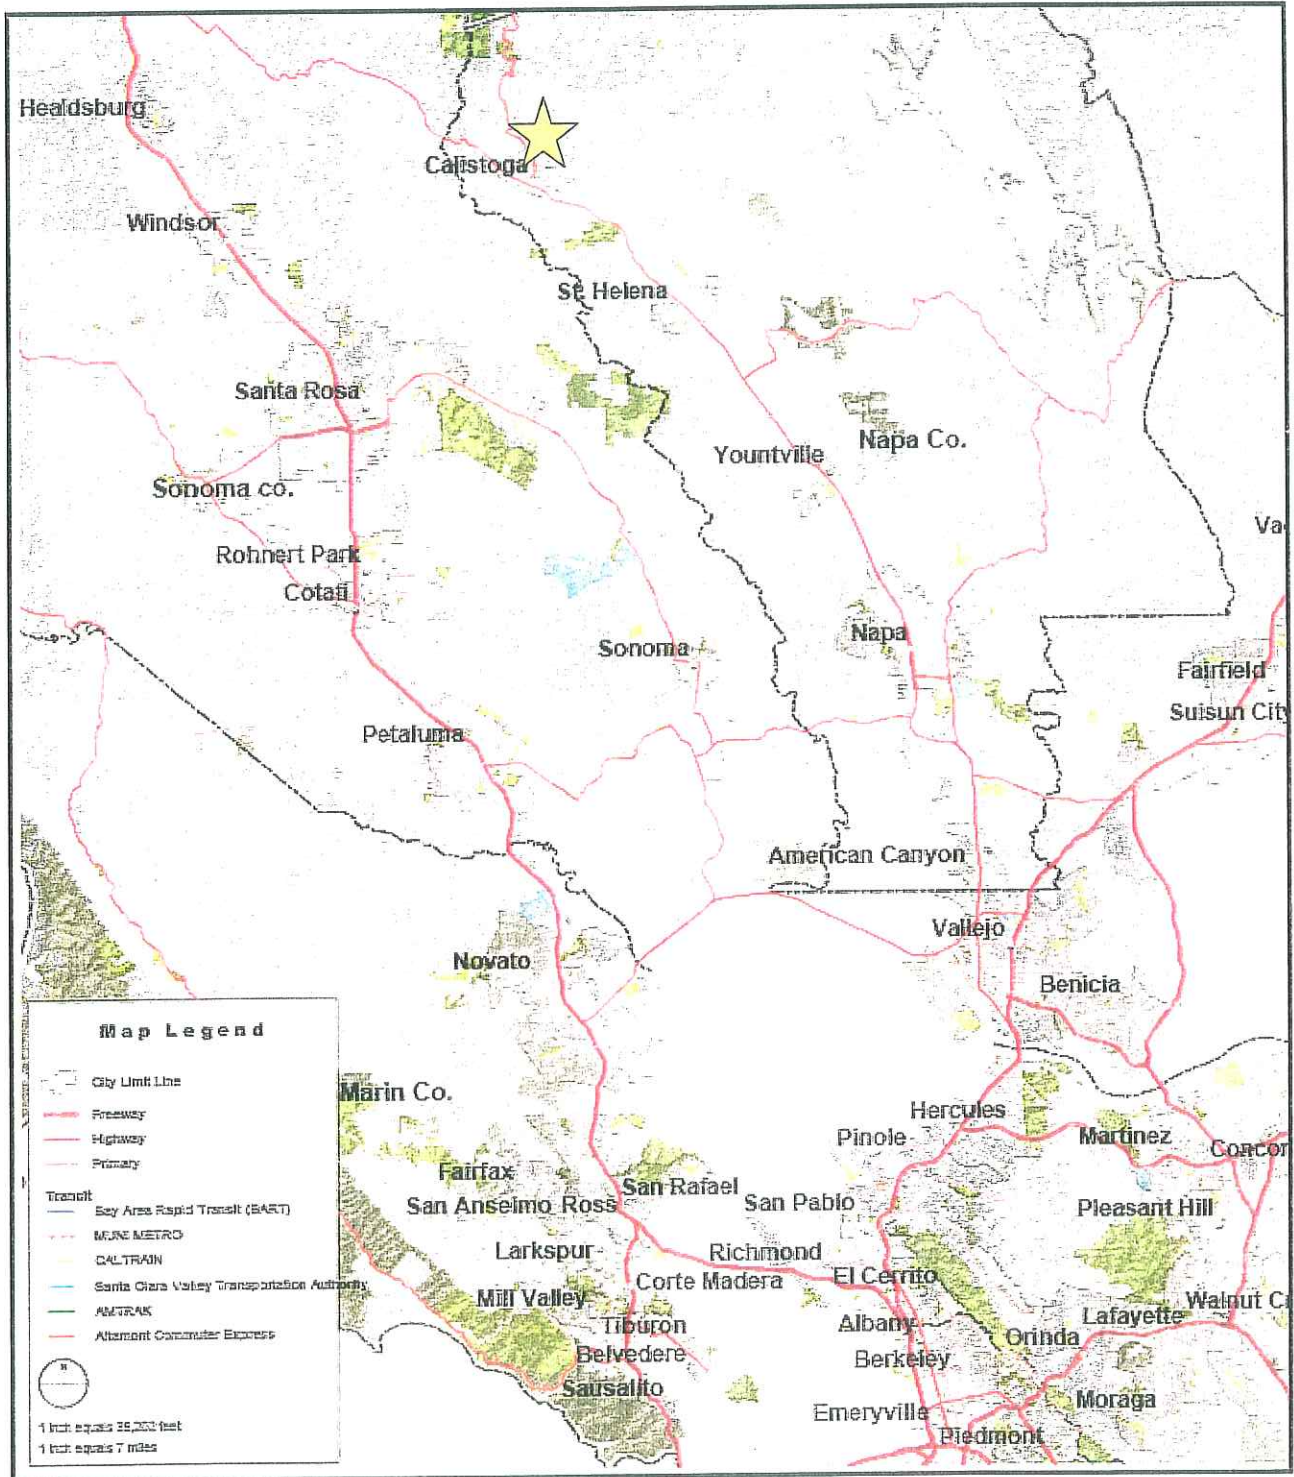 Healdsburg
Calistoga
Windsor
St. Helena
Santa Rosa
Napa Co.
Yountville
Sonoma co.
Rohnert Park
Cotati
Napa
Sonoma
Fairfield
Suisun City
Petaluma
American Canyon
Vallejo
Novato
Benicia
Map Legend
City Limit Line
Freeway
Highway
Primary
Transit
Bay Area Rapid Transit (BART)
MUNI METRO
CALTRAIN
Santa Clara Valley Transportation Authority
AMTRAK
Altamont Commuter Express
N
1 inch equals 7 miles
Marin Co.
Hercules
Pinole
Martinez
Concor
Fairfax
San Rafael
San Anselmo Ross
San Pablo
Pleasant Hill
Larkspur
Richmond
Corte Madera
El Cerrito
Mill Valley
Walnut C
Tiburon
Albany
Lafayette
Orinda
Belvedere
Berkeley
Sausalito
Moraga
Emeryville
Piedmont